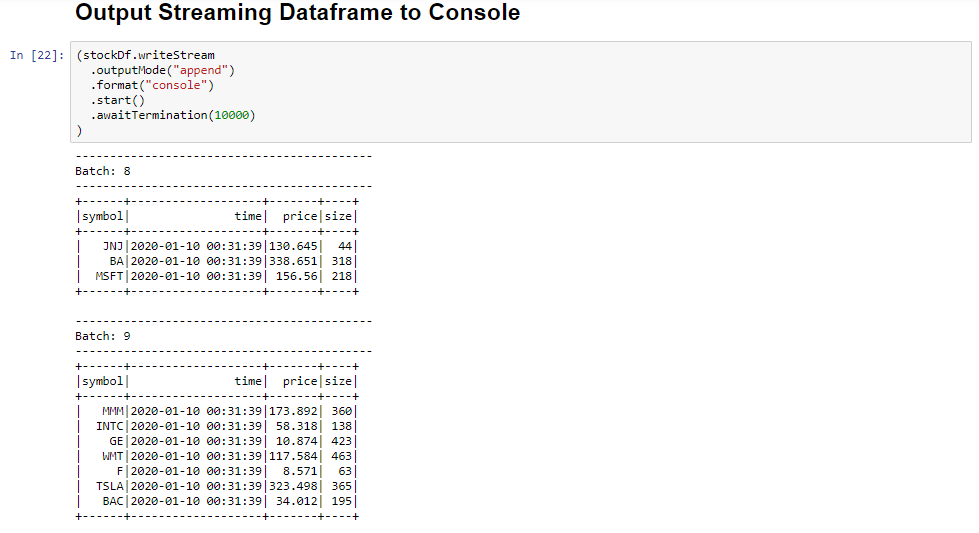 Output Streaming Dataframe to Console
In [22]: (stockDf.writeStream
  .outputMode("append")
  .format("console")
  .start()
  .awaitTermination(10000)
)
-------------------------------------------
Batch: 8
-------------------------------------------
+------+-------------------+-------+----+
|symbol|               time|  price|size|
+------+-------------------+-------+----+
|   JNJ|2020-01-10 00:31:39|130.645|  44|
|    BA|2020-01-10 00:31:39|338.651| 318|
|  MSFT|2020-01-10 00:31:39| 156.56| 218|
+------+-------------------+-------+----+
-------------------------------------------
Batch: 9
-------------------------------------------
+------+-------------------+-------+----+
|symbol|               time|  price|size|
+------+-------------------+-------+----+
|   MMM|2020-01-10 00:31:39|173.892| 360|
|  INTC|2020-01-10 00:31:39| 58.318| 138|
|    GE|2020-01-10 00:31:39| 10.874| 423|
|   WMT|2020-01-10 00:31:39|117.584| 463|
|     F|2020-01-10 00:31:39|  8.571|  63|
|  TSLA|2020-01-10 00:31:39|323.498| 365|
|   BAC|2020-01-10 00:31:39| 34.012| 195|
+------+-------------------+-------+----+